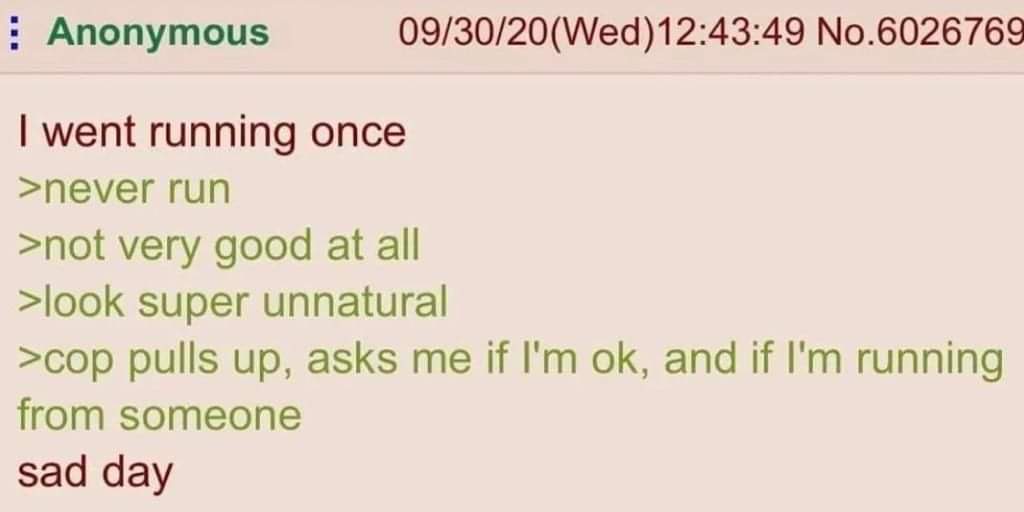 Anonymous 09/30/20(Wed)12:43:49 No.6026769
I went running once
>never run
>not very good at all
>look super unnatural
>cop pulls up, asks me if I'm ok, and if I'm running
from someone
sad day